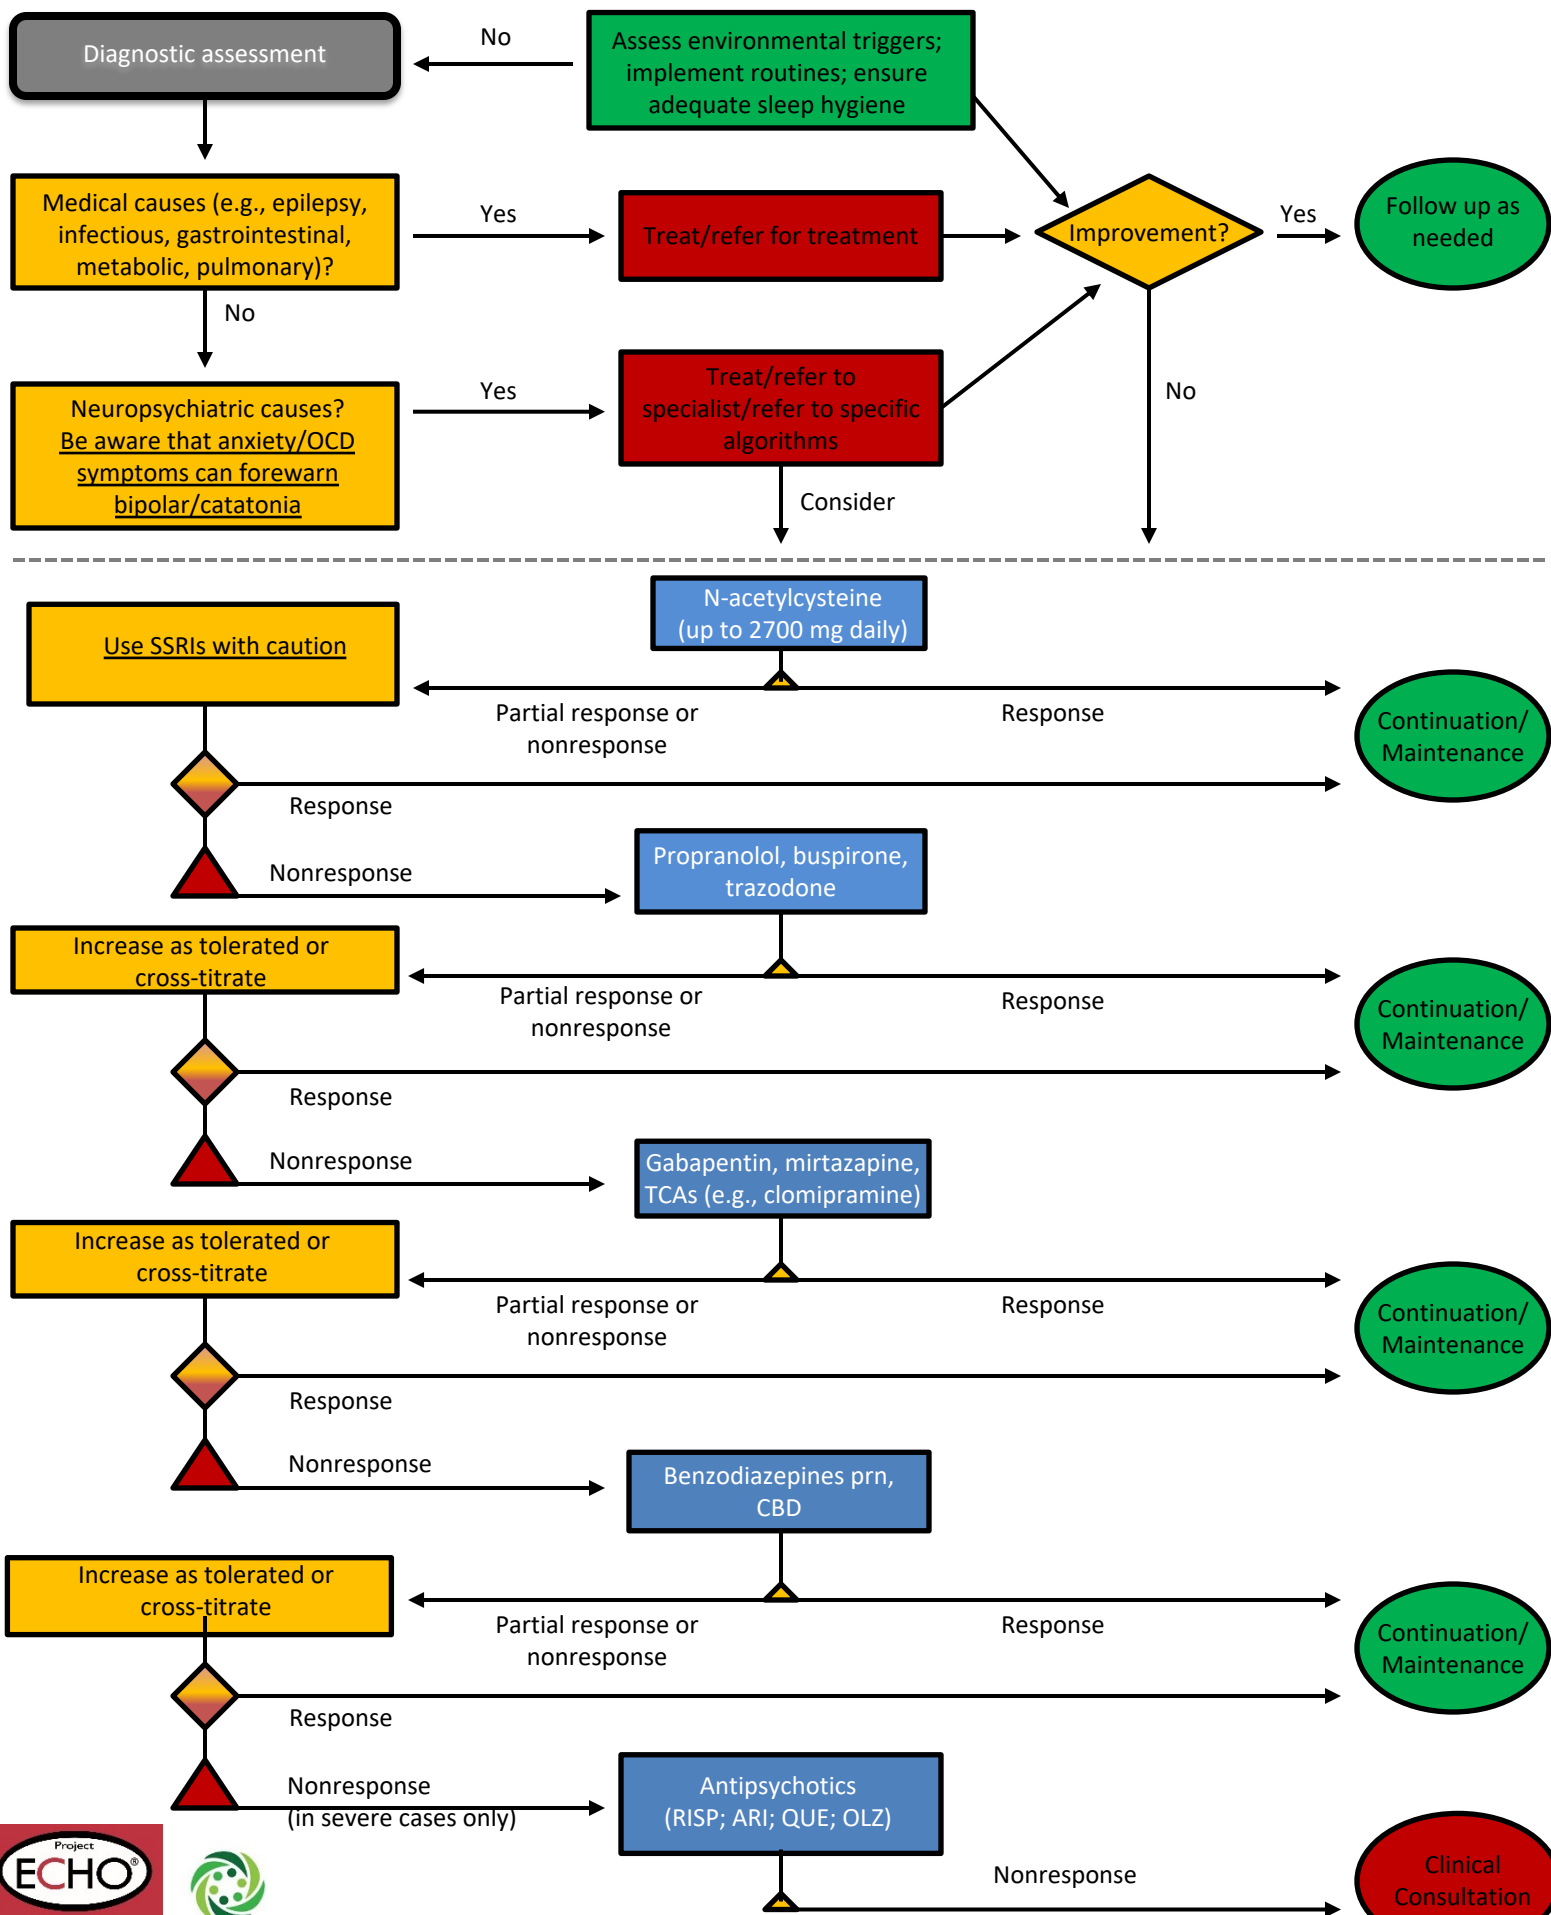 Diagnostic assessment
No
Assess environmental triggers;
implement routines; ensure
adequate sleep hygiene
Medical causes (e.g., epilepsy,
infectious, gastrointestinal,
metabolic, pulmonary)?
Yes
Treat/refer for treatment
Improvement?
Yes
Follow up as
needed
No
Neuropsychiatric causes?
Be aware that anxiety/OCD
symptoms can forewarn
bipolar/catatonia
Yes
Treat/refer to
specialist/refer to specific
algorithms
No
Consider
N-acetylcysteine
(up to 2700 mg daily)
Use SSRIs with caution
Partial response or
nonresponse
Response
Continuation/
Maintenance
Response
Nonresponse
Propranolol, buspirone,
trazodone
Increase as tolerated or
cross-titrate
Partial response or
nonresponse
Response
Continuation/
Maintenance
Response
Nonresponse
Gabapentin, mirtazapine,
TCAs (e.g., clomipramine)
Increase as tolerated or
cross-titrate
Partial response or
nonresponse
Response
Continuation/
Maintenance
Response
Nonresponse
Benzodiazepines prn,
CBD
Increase as tolerated or
cross-titrate
Partial response or
nonresponse
Response
Continuation/
Maintenance
Response
Nonresponse
(in severe cases only)
Antipsychotics
(RISP; ARI; QUE; OLZ)
Nonresponse
Clinical
Consultation
Project
ECHO®